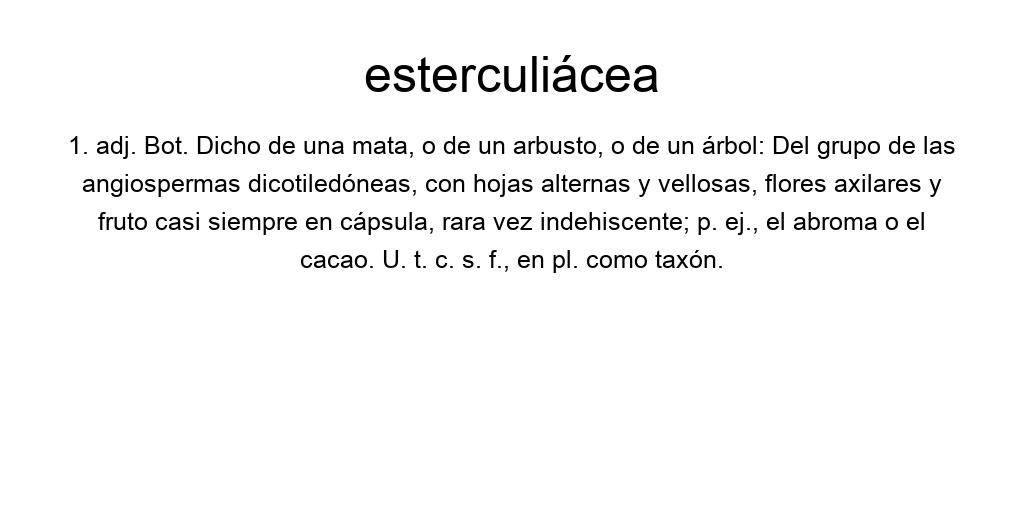 esterculiácea
1. adj. Bot. Dicho de una mata, o de un arbusto, o de un árbol: Del grupo de las
angiospermas dicotiledóneas, con hojas alternas y vellosas, flores axilares y
fruto casi siempre en cápsula, rara vez indehiscente; p. ej., el abroma o el
cacao. U. t. c. s. f., en pl. como taxón.